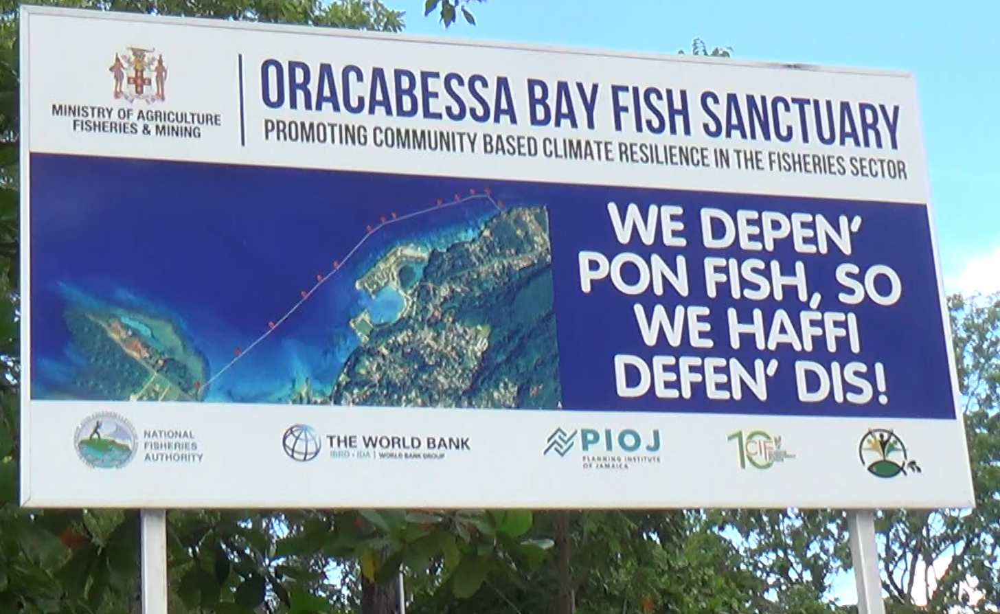 MINISTRY OF AGRICULTURE
FISHERIES & MINING
ORACABESSA BAY FISH SANCTUARY
PROMOTING COMMUNITY BASED CLIMATE RESILIENCE IN THE FISHERIES SECTOR
WE DEPEN'
PON FISH, SO
WE HAFFI
DEFEN' DIS!
NATIONAL
FISHERIES
AUTHORITY
THE WORLD BANK
IBRD • IDA | WORLD BANK GROUP
PIOJ
PLANNING INSTITUTE
OF JAMAICA
10
CIF